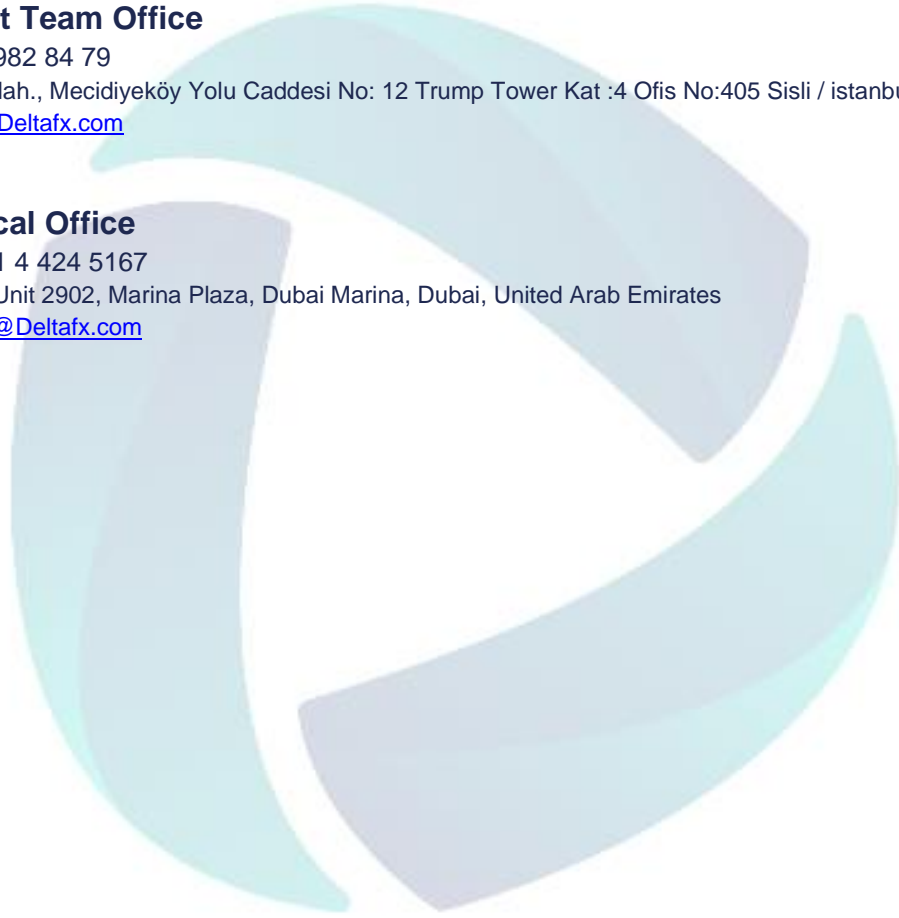 t Team Office
982 84 79
lah., Mecidiyeköy Yolu Caddesi No: 12 Trump Tower Kat :4 Ofis No:405 Sisli / istanbu
Deltafx.com
cal Office
1 4 424 5167
Unit 2902, Marina Plaza, Dubai Marina, Dubai, United Arab Emirates
@Deltafx.com